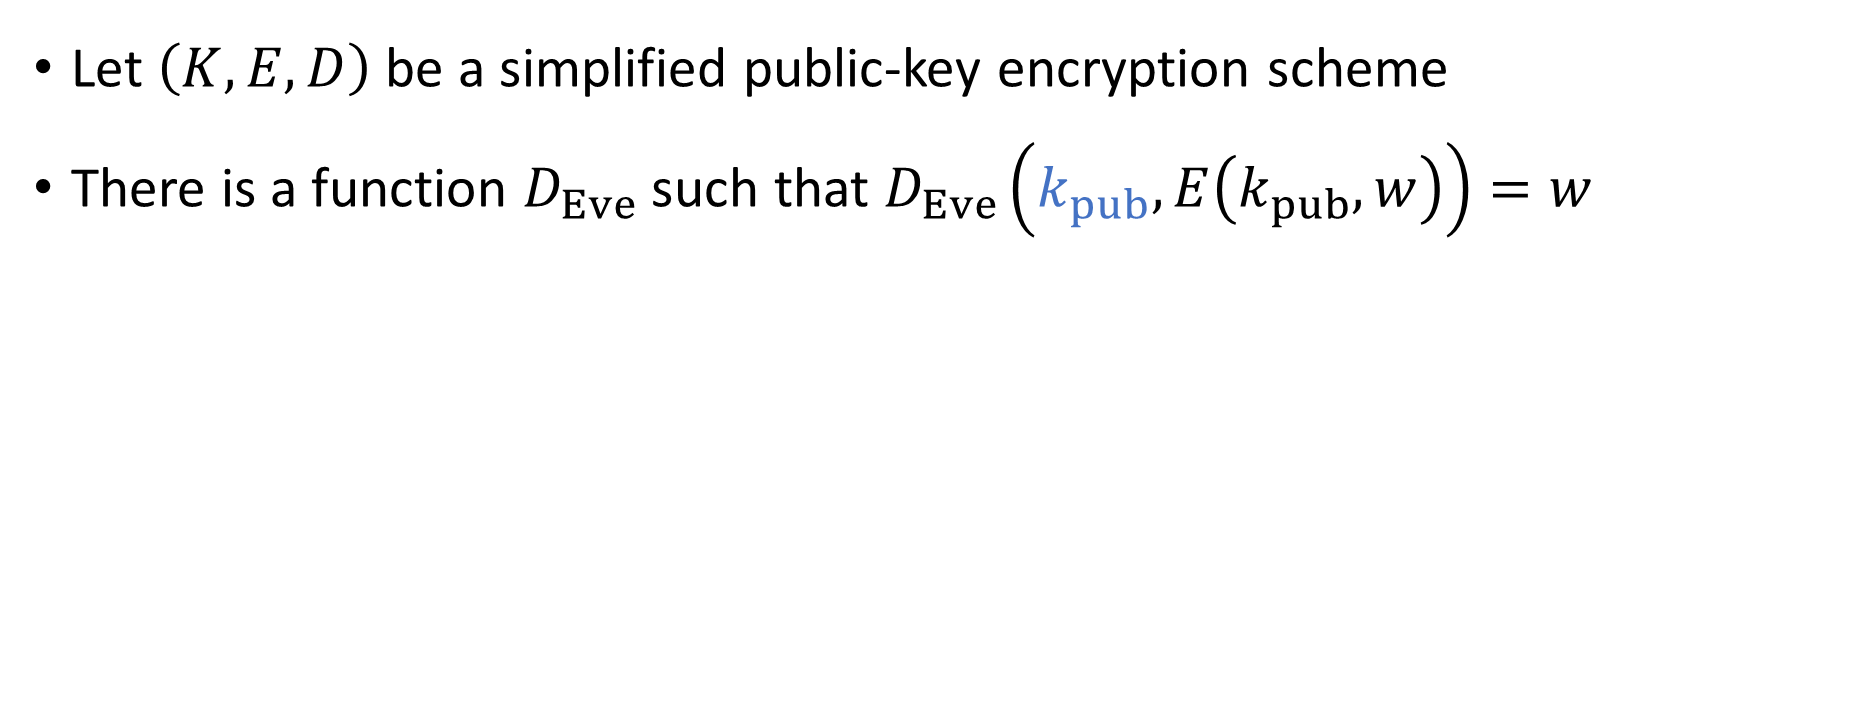 • Let (K, E, D) be a simplified public-key encryption scheme
• There is a function D_Eve such that D_Eve(k_pub, E(k_pub, w)) = w